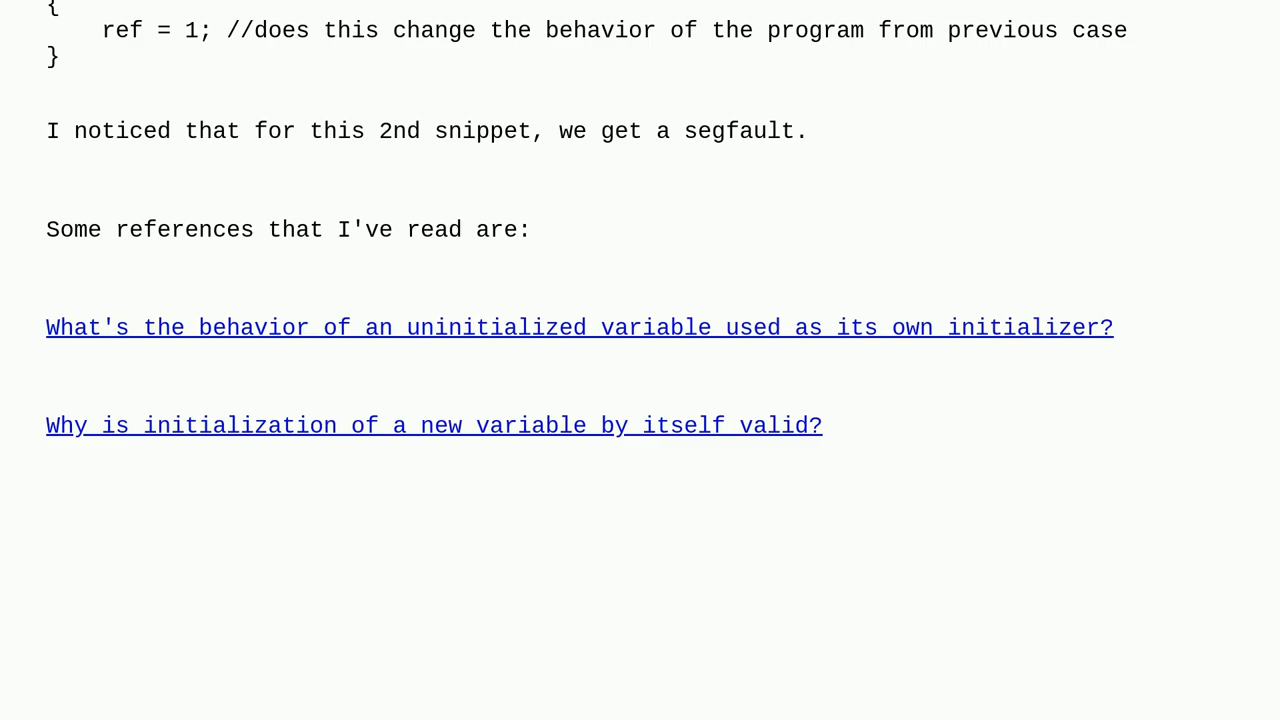 {
    ref = 1; //does this change the behavior of the program from previous case
}
I noticed that for this 2nd snippet, we get a segfault.
Some references that I've read are:
What's the behavior of an uninitialized variable used as its own initializer?
Why is initialization of a new variable by itself valid?